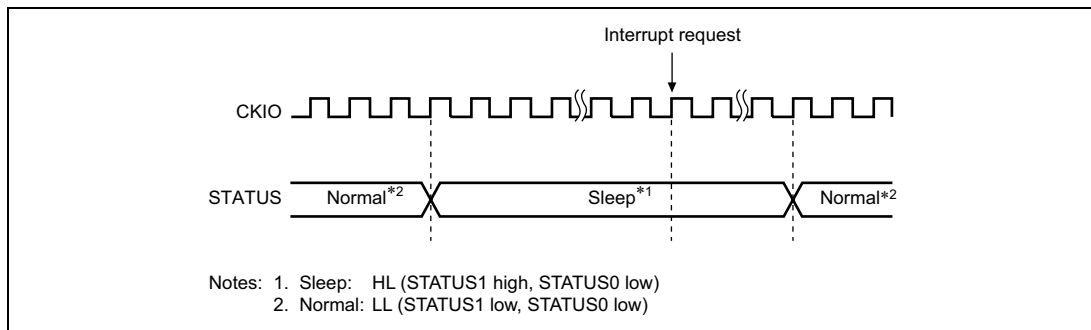 Interrupt request
CKIO
STATUS Normal*2 Sleep*1 Normal*2
Notes: 1. Sleep: HL (STATUS1 high, STATUS0 low)
2. Normal: LL (STATUS1 low, STATUS0 low)